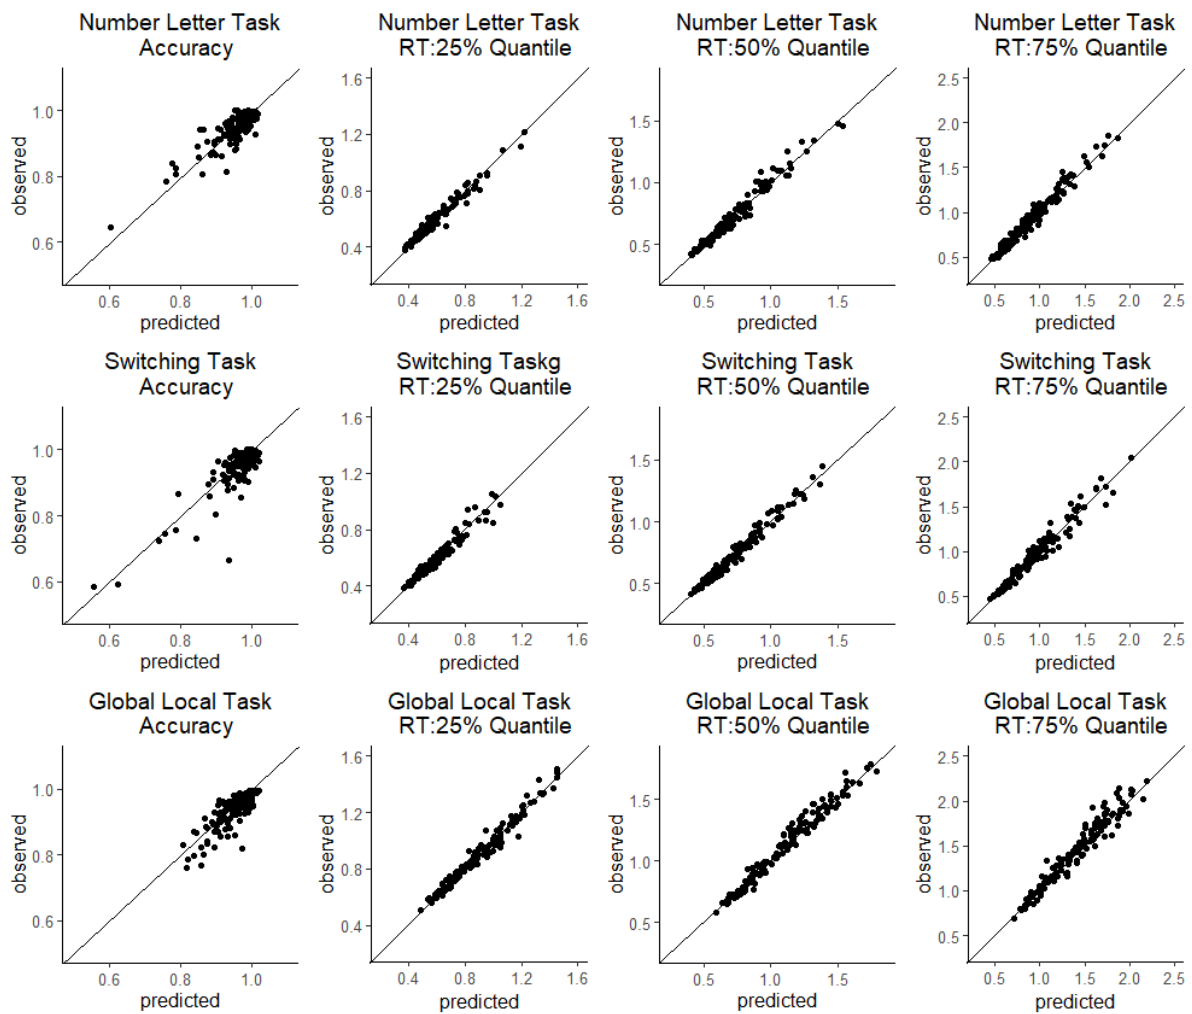 Number Letter Task
Accuracy
1.0
0.8
0.6
observed
0.6 0.8 1.0
predicted
Number Letter Task
RT:25% Quantile
1.6
1.2
0.8
0.4
observed
0.4 0.8 1.2 1.6
predicted
Number Letter Task
RT:50% Quantile
1.5
1.0
0.5
observed
0.5 1.0 1.5
predicted
Number Letter Task
RT:75% Quantile
2.5
2.0
1.5
1.0
0.5
observed
0.5 1.0 1.5 2.0 2.5
predicted
Switching Task
Accuracy
1.0
0.8
0.6
observed
0.6 0.8 1.0
predicted
Switching Taskg
RT:25% Quantile
1.6
1.2
0.8
0.4
observed
0.4 0.8 1.2 1.6
predicted
Switching Task
RT:50% Quantile
1.5
1.0
0.5
observed
0.5 1.0 1.5
predicted
Switching Task
RT:75% Quantile
2.5
2.0
1.5
1.0
0.5
observed
0.5 1.0 1.5 2.0 2.5
predicted
Global Local Task
Accuracy
1.0
0.8
0.6
observed
0.6 0.8 1.0
predicted
Global Local Task
RT:25% Quantile
1.6
1.2
0.8
0.4
observed
0.4 0.8 1.2 1.6
predicted
Global Local Task
RT:50% Quantile
1.5
1.0
0.5
observed
0.5 1.0 1.5
predicted
Global Local Task
RT:75% Quantile
2.5
2.0
1.5
1.0
0.5
observed
0.5 1.0 1.5 2.0 2.5
predicted